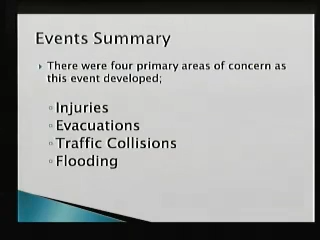 Events Summary
There were four primary areas of concern as
this event developed;
Injuries
Evacuations
Traffic Collisions
Flooding